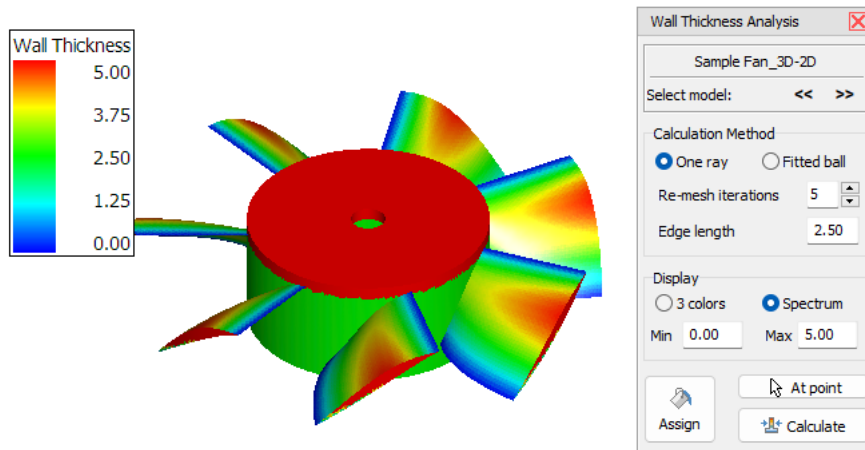 Wall Thickness
5.00
3.75
2.50
1.25
0.00
Wall Thickness Analysis
Sample Fan_3D-2D
Select model: << >>
Calculation Method
One ray Fitted ball
Re-mesh iterations 5
Edge length 2.50
Display
3 colors Spectrum
Min 0.00 Max 5.00
Assign
At point
Calculate